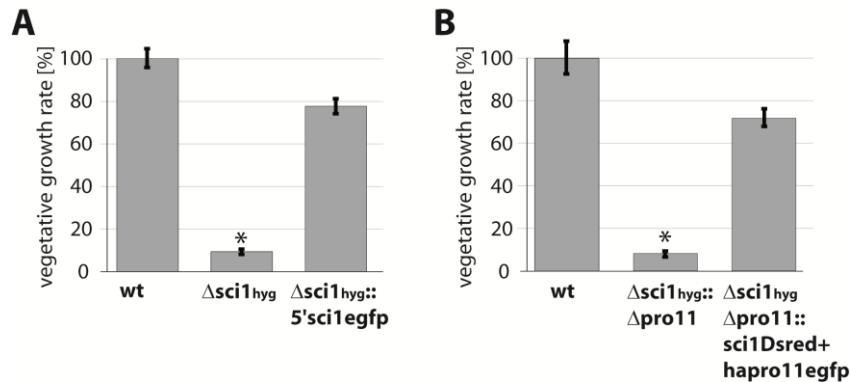 A
vegetative growth rate [%]
100
80
60
40
20
0
*
wt
Δsci1hyg
Δsci1hyg::
5'sci1egfp
B
vegetative growth rate [%]
100
80
60
40
20
0
*
wt
Δsci1hyg::
Δpro11
Δsci1hyg
Δpro11::
sci1Dsred+
hapro11egfp